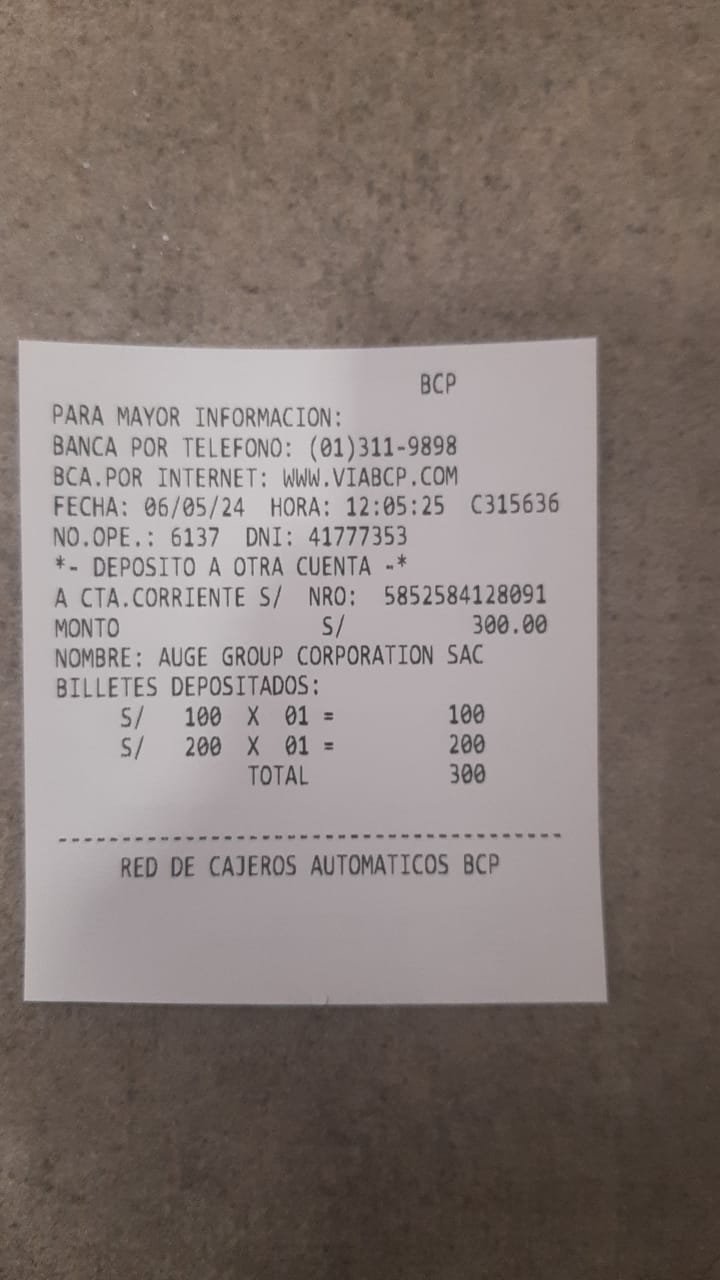 BCP
PARA MAYOR INFORMACION:
BANCA POR TELEFONO: (01)311-9898
BCA.POR INTERNET: WWW.VIABCP.COM
FECHA: 06/05/24 HORA: 12:05:25 C315636
NO.OPE.: 6137 DNI: 41777353
*- DEPOSITO A OTRA CUENTA -*
A CTA.CORRIENTE S/ NRO: 5852584128091
MONTO S/ 300.00
NOMBRE: AUGE GROUP CORPORATION SAC
BILLETES DEPOSITADOS:
S/ 100 X 01 = 100
S/ 200 X 01 = 200
TOTAL 300
---------------------------------------
RED DE CAJEROS AUTOMATICOS BCP